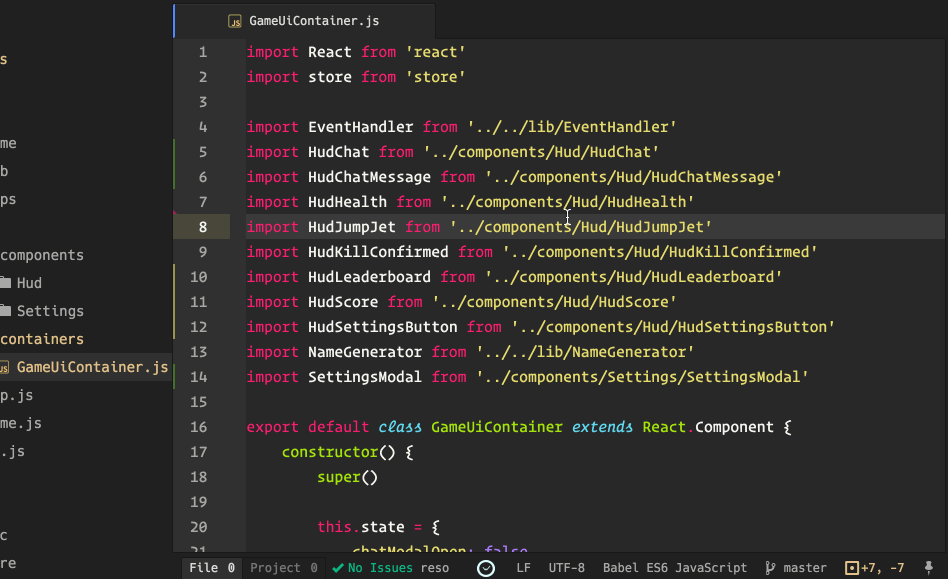 GameUiContainer.js
s
me
b
ps
components
Hud
Settings
containers
GameUiContainer.js
p.js
me.js
.js
c
re
1 import React from 'react'
2 import store from 'store'
3
4 import EventHandler from '../../lib/EventHandler'
5 import HudChat from '../components/Hud/HudChat'
6 import HudChatMessage from '../components/Hud/HudChatMessage'
7 import HudHealth from '../components/Hud/HudHealth'
8 import HudJumpJet from '../components/Hud/HudJumpJet'
9 import HudKillConfirmed from '../components/Hud/HudKillConfirmed'
10 import HudLeaderboard from '../components/Hud/HudLeaderboard'
11 import HudScore from '../components/Hud/HudScore'
12 import HudSettingsButton from '../components/Hud/HudSettingsButton'
13 import NameGenerator from '../../lib/NameGenerator'
14 import SettingsModal from '../components/Settings/SettingsModal'
15
16 export default class GameUiContainer extends React.Component {
17 constructor() {
18 super()
19
20 this.state = {
21 chatModalOpen: false
File 0 Project 0 No Issues reso LF UTF-8 Babel ES6 JavaScript master +7, -7